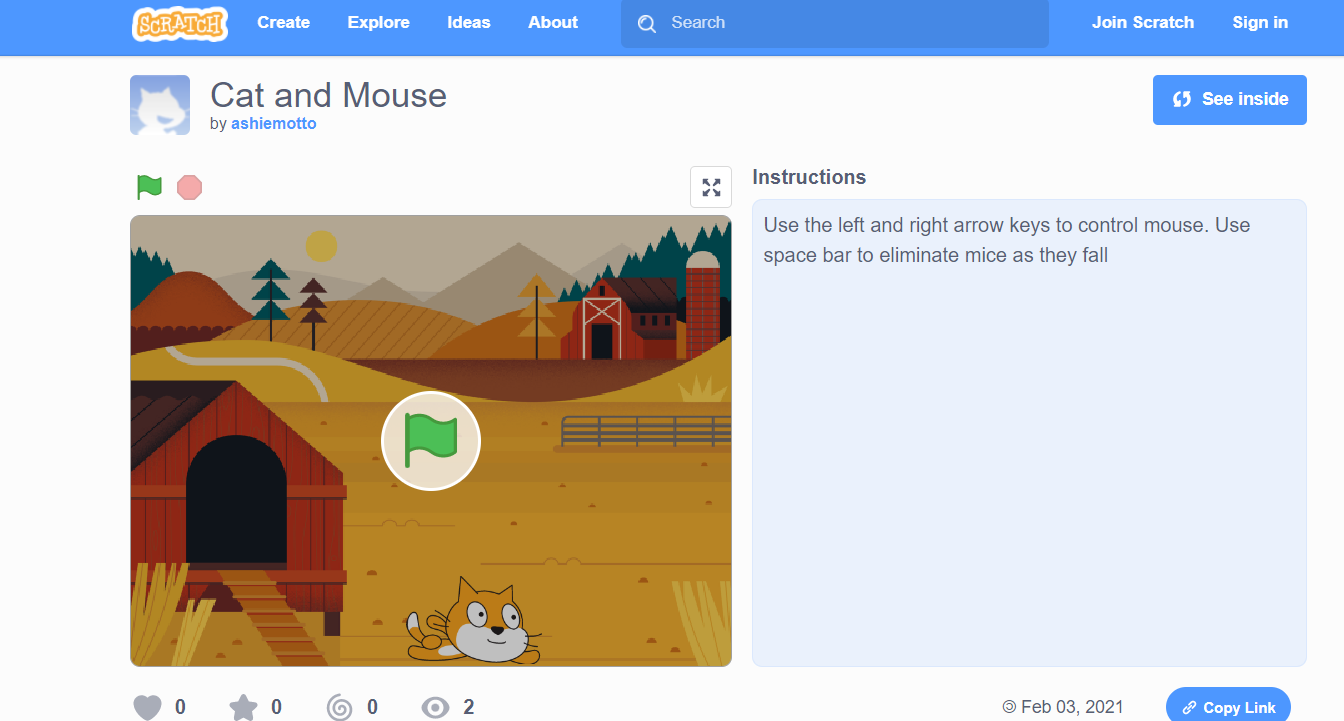 SCRATCH Create Explore Ideas About Search Join Scratch Sign in
Cat and Mouse
by ashiemotto
See inside
Instructions
Use the left and right arrow keys to control mouse. Use
space bar to eliminate mice as they fall
0 0 0 2
© Feb 03, 2021
Copy Link